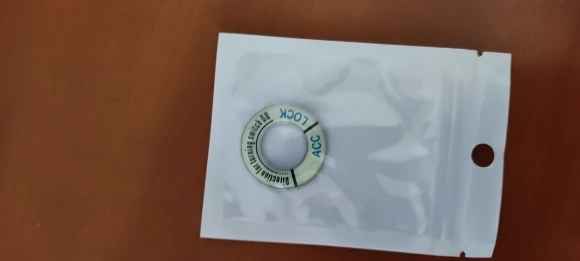 LOCK
ACC
Direction for turning switch ON